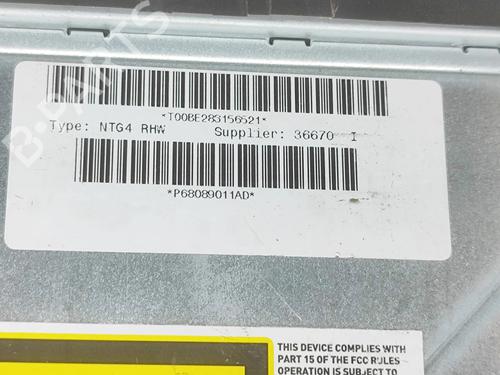 *T00BE283156521*
Type: NTG4 RHW Supplier: 36670 I
*P68089011AD*
B-PARTS
THIS DEVICE COMPLIES WITH
PART 15 OF THE FCC RULES
OPERATION IS SUBJECT TO